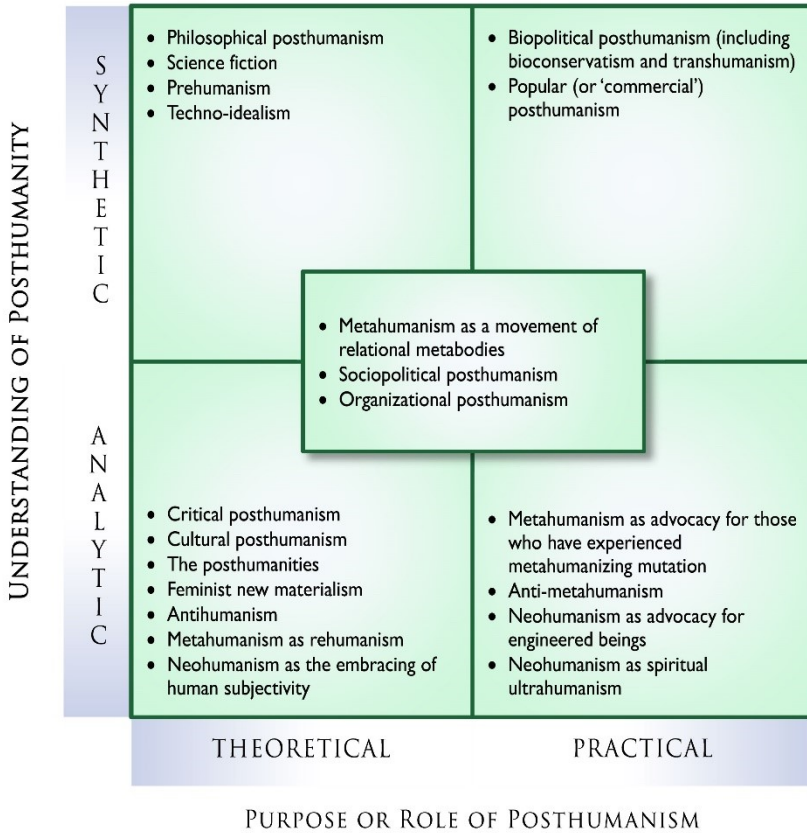 UNDERSTANDING OF POSTHUMANITY
SYNTHETIC
• Philosophical posthumanism
• Science fiction
• Prehumanism
• Techno-idealism
• Biopolitical posthumanism (including
bioconservatism and transhumanism)
• Popular (or ‘commercial’)
posthumanism
• Metahumanism as a movement of
relational metabodies
• Sociopolitical posthumanism
• Organizational posthumanism
ANALYTIC
• Critical posthumanism
• Cultural posthumanism
• The posthumanities
• Feminist new materialism
• Antihumanism
• Metahumanism as rehumanism
• Neohumanism as the embracing of
human subjectivity
• Metahumanism as advocacy for those
who have experienced
metahumanizing mutation
• Anti-metahumanism
• Neohumanism as advocacy for
engineered beings
• Neohumanism as spiritual
ultrahumanism
THEORETICAL
PRACTICAL
PURPOSE OR ROLE OF POSTHUMANISM